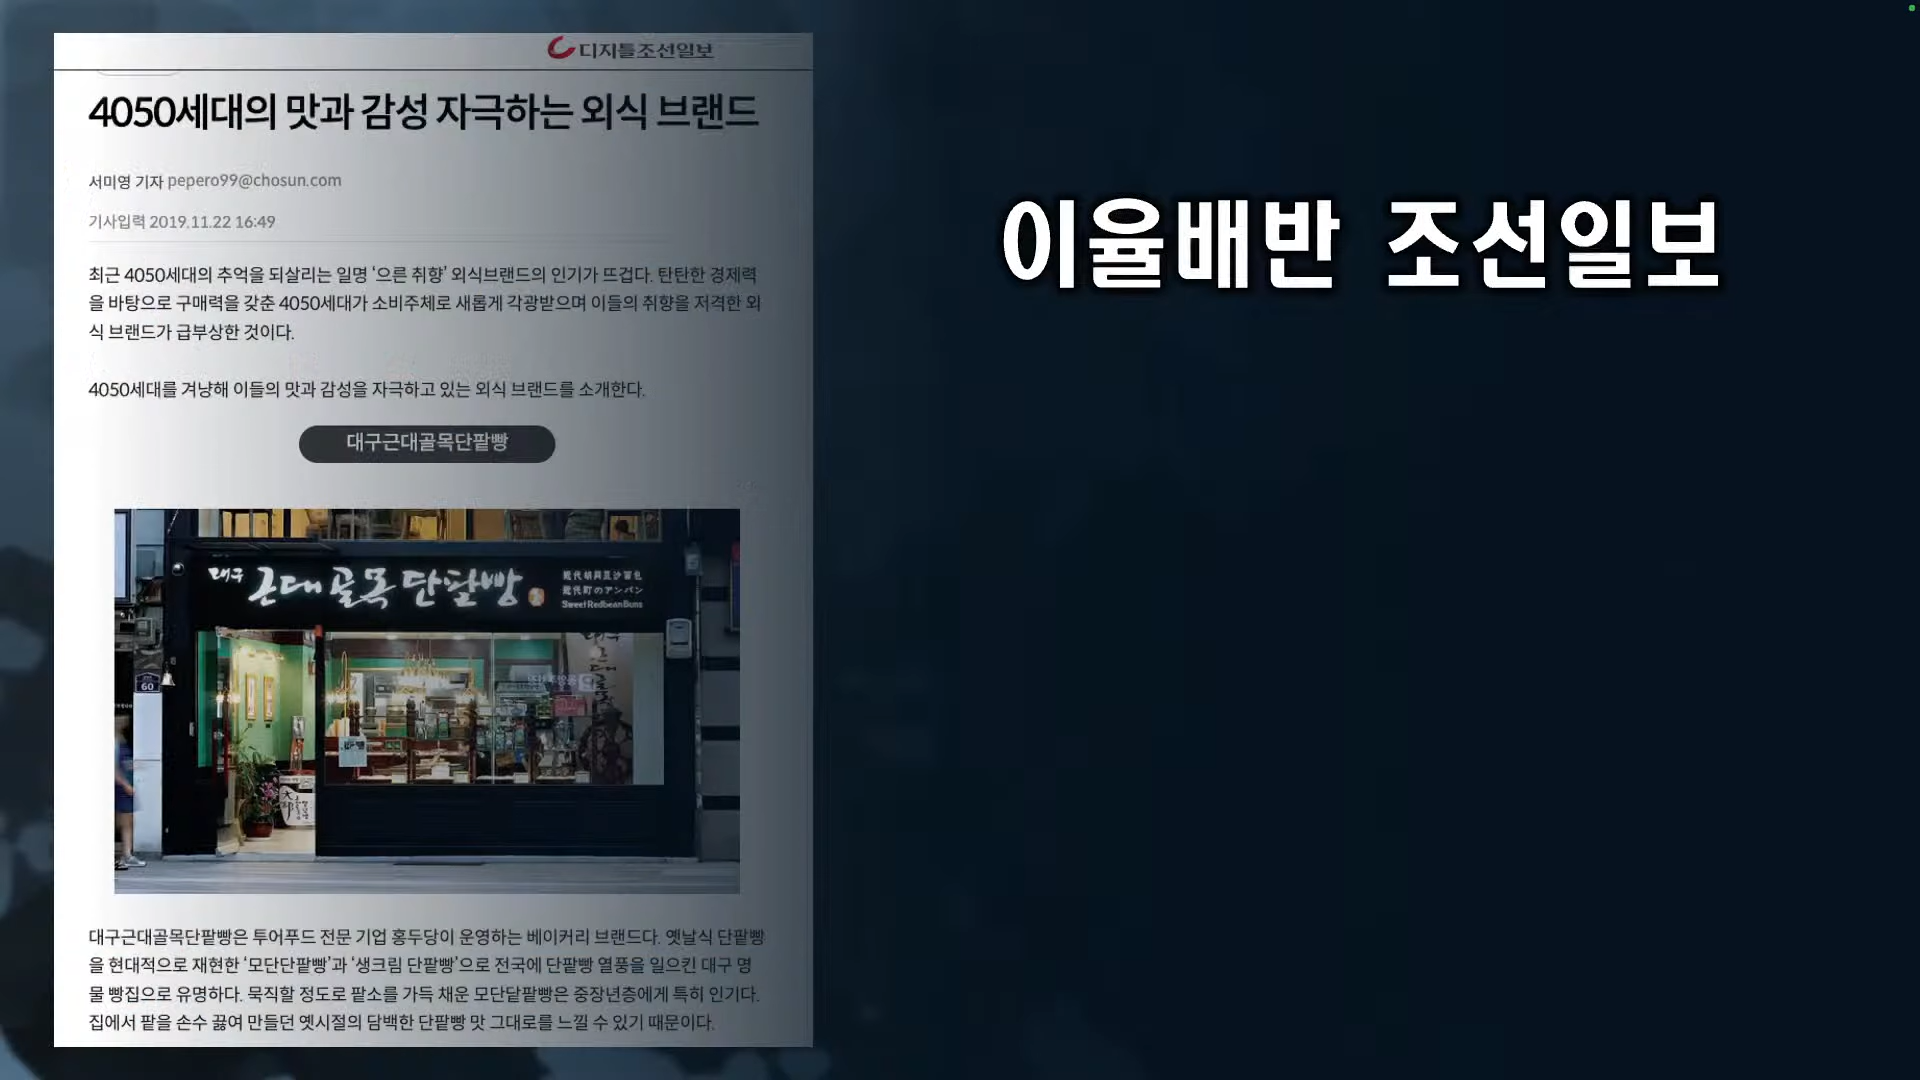 디지틀조선일보
4050세대의 맛과 감성 자극하는 외식 브랜드
서미영 기자 pepero99@chosun.com
기사입력 2019.11.22 16:49
최근 4050세대의 추억을 되살리는 일명 ‘으른 취향’ 외식브랜드의 인기가 뜨겁다. 탄탄한 경제력
을 바탕으로 구매력을 갖춘 4050세대가 소비주체로 새롭게 각광받으며 이들의 취향을 저격한 외
식 브랜드가 급부상한 것이다.
4050세대를 겨냥해 이들의 맛과 감성을 자극하고 있는 외식 브랜드를 소개한다.
대구근대골목단팥빵
대구 근대골목단팥빵
近代胡同豆沙面包
近代町のアンパン
Sweet Redbean Buns
60
대구근대골목단팥빵은 투어푸드 전문 기업 홍두당이 운영하는 베이커리 브랜드다. 옛날식 단팥빵
을 현대적으로 재현한 ‘모단단팥빵’과 ‘생크림 단팥빵’으로 전국에 단팥빵 열풍을 일으킨 대구 명
물 빵집으로 유명하다. 묵직할 정도로 팥소를 가득 채운 모단닽팥빵은 중장년층에게 특히 인기다.
집에서 팥을 손수 끓여 만들던 옛시절의 담백한 단팥빵 맛 그대로를 느낄 수 있기 때문이다.
이율배반 조선일보